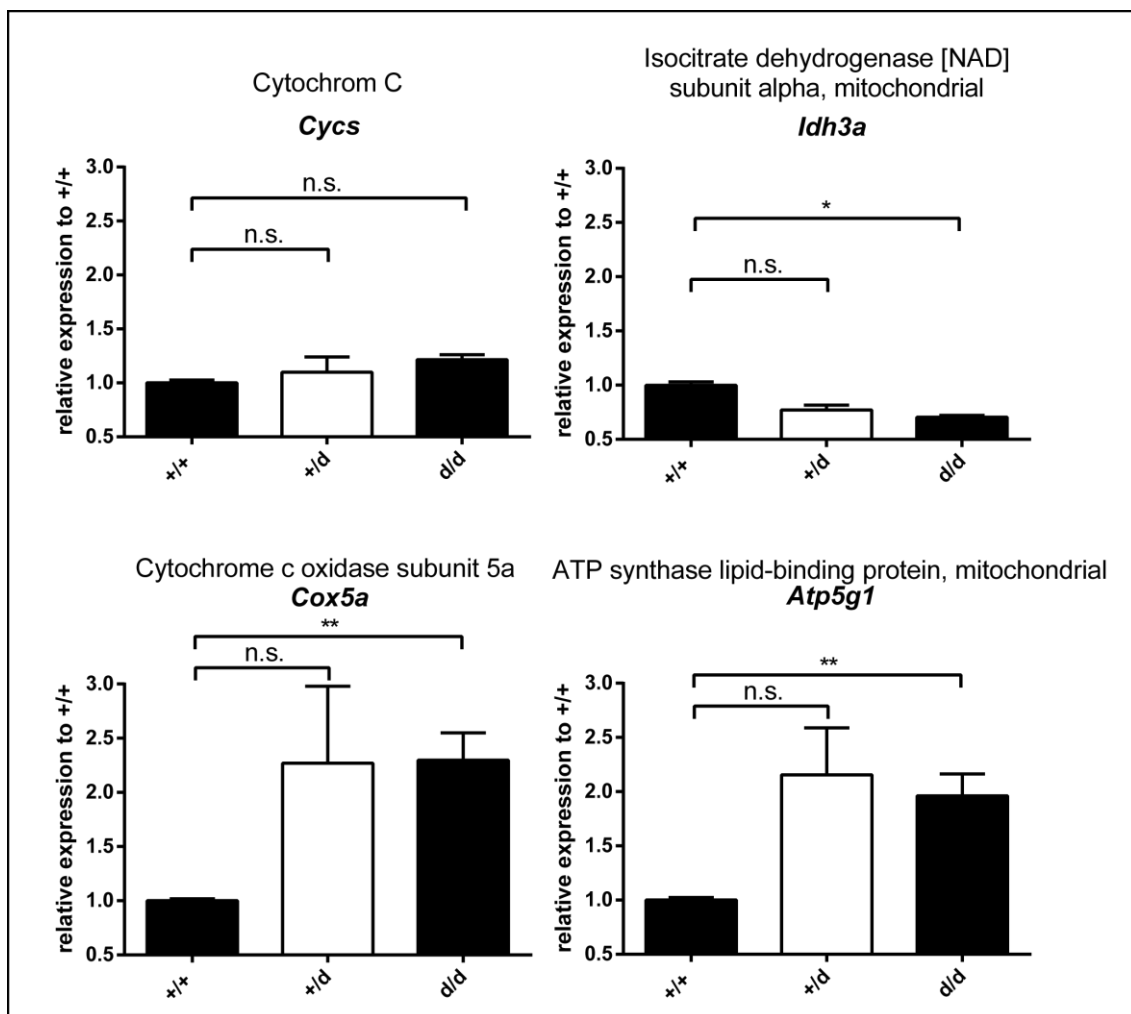 Cytochrom C
Cycs
relative expression to +/+
3.0
2.5
2.0
1.5
1.0
0.5
n.s.
n.s.
+/+
+/d
d/d
Isocitrate dehydrogenase [NAD]
subunit alpha, mitochondrial
Idh3a
relative expression to +/+
3.0
2.5
2.0
1.5
1.0
0.5
*
n.s.
+/+
+/d
d/d
Cytochrome c oxidase subunit 5a
Cox5a
relative expression to +/+
3.0
2.5
2.0
1.5
1.0
0.5
**
n.s.
+/+
+/d
d/d
ATP synthase lipid-binding protein, mitochondrial
Atp5g1
relative expression to +/+
3.0
2.5
2.0
1.5
1.0
0.5
**
n.s.
+/+
+/d
d/d